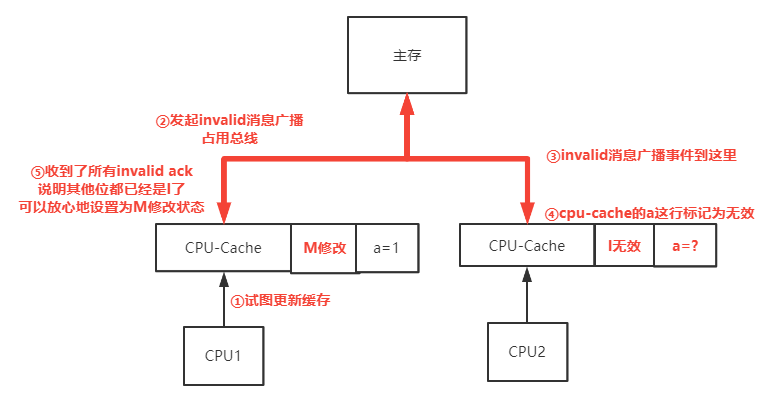 主存
②发起invalid消息广播
占用总线
③invalid消息广播事件到这里
⑤收到了所有invalid ack
说明其他位都已经是I了
可以放心地设置为M修改状态
④cpu-cache的a这行标记为无效
CPU-Cache
M修改
a=1
CPU-Cache
I无效
a=?
①试图更新缓存
CPU1
CPU2